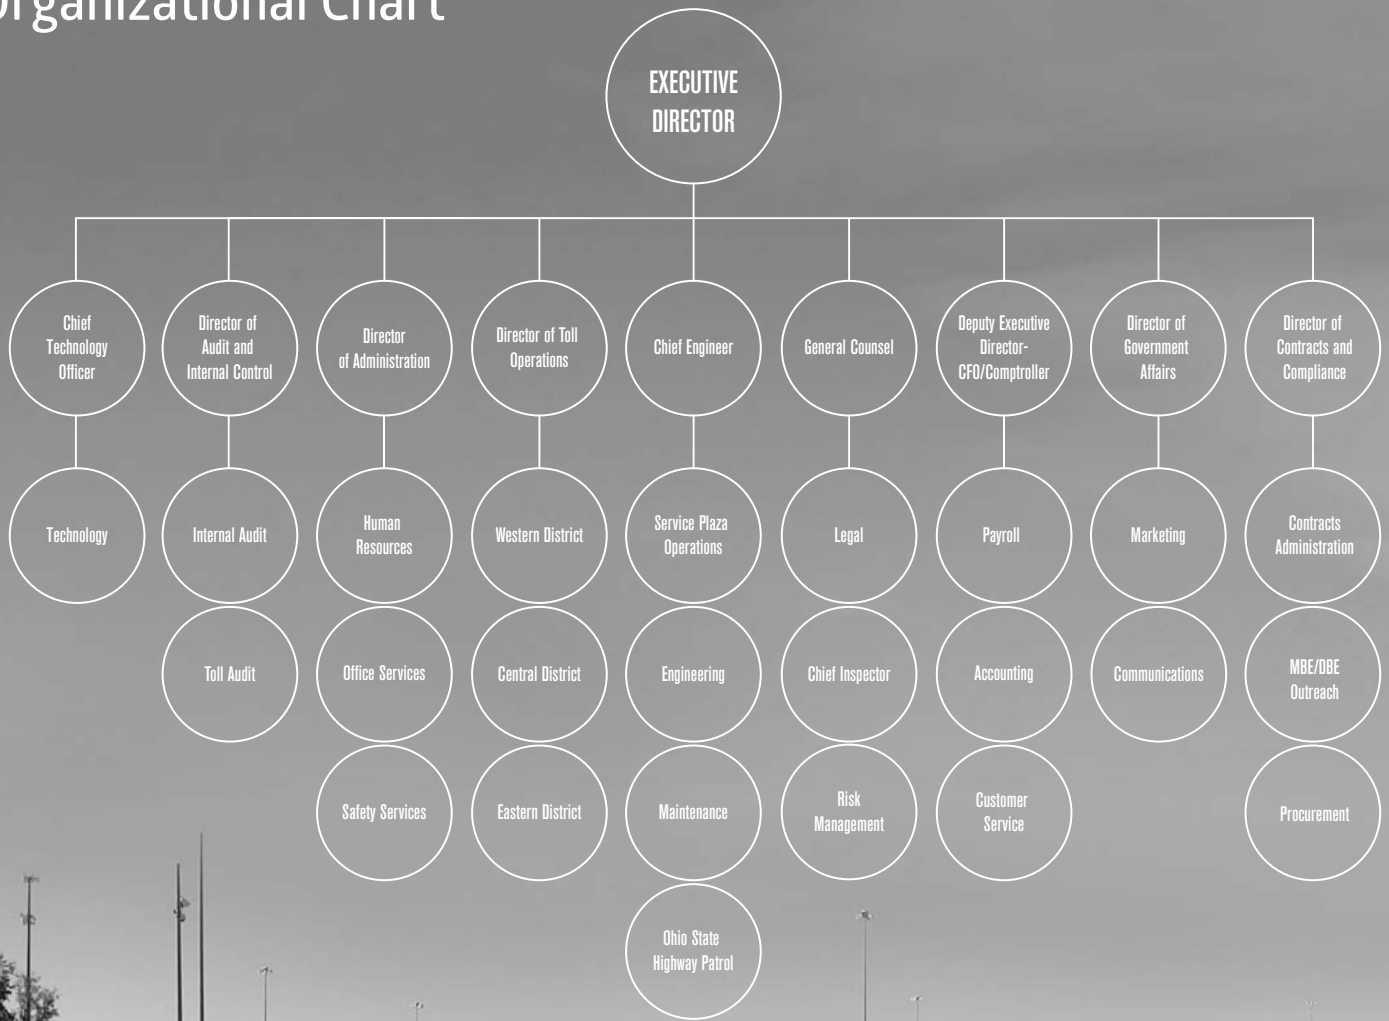 Organizational Chart
EXECUTIVE
DIRECTOR
Chief
Technology
Officer
Director of
Audit and
Internal Control
Director
of Administration
Director of Toll
Operations
Chief Engineer
General Counsel
Deputy Executive
Director-
CFO/Comptroller
Director of
Government
Affairs
Director of
Contracts and
Compliance
Technology
Internal Audit
Human
Resources
Western District
Service Plaza
Operations
Legal
Payroll
Marketing
Contracts
Administration
Toll Audit
Office Services
Central District
Engineering
Chief Inspector
Accounting
Communications
MBE/DBE
Outreach
Safety Services
Eastern District
Maintenance
Risk
Management
Customer
Service
Procurement
Ohio State
Highway Patrol